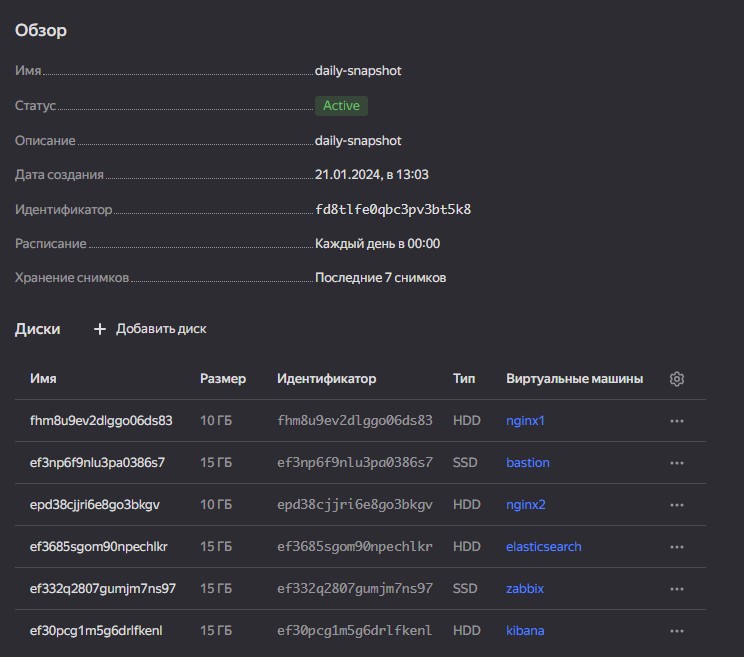 Обзор
Имя daily-snapshot
Статус Active
Описание daily-snapshot
Дата создания 21.01.2024, в 13:03
Идентификатор fd8tlfe0qbc3pv3bt5k8
Расписание Каждый день в 00:00
Хранение снимков Последние 7 снимков
Диски + Добавить диск
Имя Размер Идентификатор Тип Виртуальные машины
fhm8u9ev2dlggo06ds83 10 ГБ fhm8u9ev2dlggo06ds83 HDD nginx1
ef3np6f9nlu3pa0386s7 15 ГБ ef3np6f9nlu3pa0386s7 SSD bastion
epd38cjjri6e8go3bkgv 10 ГБ epd38cjjri6e8go3bkgv HDD nginx2
ef3685sgom90npechlkr 15 ГБ ef3685sgom90npechlkr HDD elasticsearch
ef332q2807gumjm7ns97 15 ГБ ef332q2807gumjm7ns97 SSD zabbix
ef30pcg1m5g6drlfkenl 15 ГБ ef30pcg1m5g6drlfkenl HDD kibana